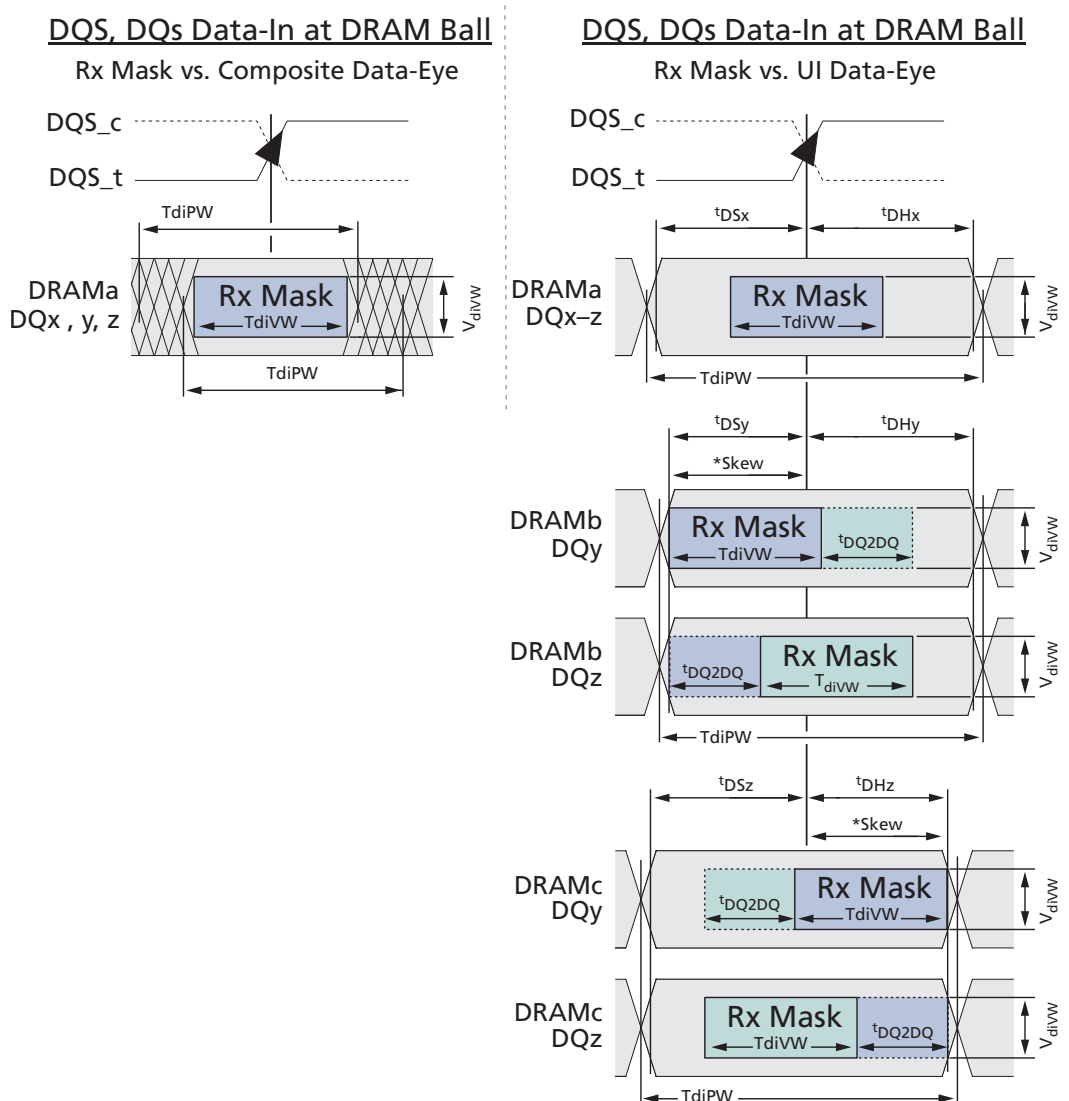 DQS, DQs Data-In at DRAM Ball
Rx Mask vs. Composite Data-Eye
DQS_c
DQS_t
TdiPW
DRAMa
DQx , y, z
Rx Mask
TdiVW
VdiVW
TdiPW
DQS, DQs Data-In at DRAM Ball
Rx Mask vs. UI Data-Eye
DQS_c
DQS_t
tDSx
tDHx
DRAMa
DQx–z
Rx Mask
TdiVW
VdiVW
TdiPW
tDSy
tDHy
*Skew
DRAMb
DQy
Rx Mask
TdiVW
tDQ2DQ
VdiVW
DRAMb
DQz
tDQ2DQ
Rx Mask
TdiVW
VdiVW
TdiPW
tDSz
tDHz
*Skew
DRAMc
DQy
tDQ2DQ
Rx Mask
TdiVW
VdiVW
DRAMc
DQz
Rx Mask
TdiVW
tDQ2DQ
VdiVW
TdiPW